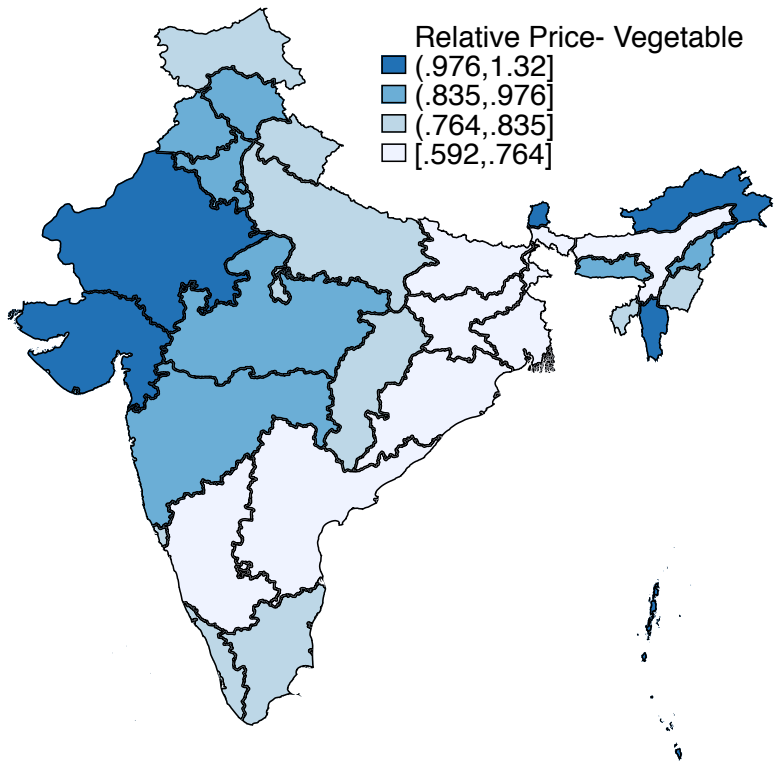 Relative Price- Vegetable
(.976,1.32]
(.835,.976]
(.764,.835]
[.592,.764]